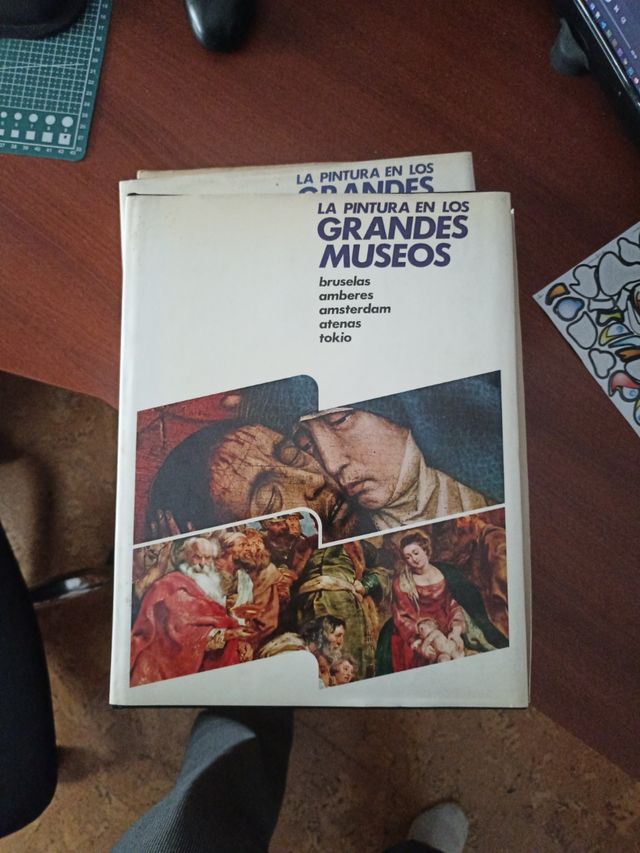 LA PINTURA EN LOS
GRANDES
LA PINTURA EN LOS
GRANDES
MUSEOS
bruselas
amberes
amsterdam
atenas
tokio